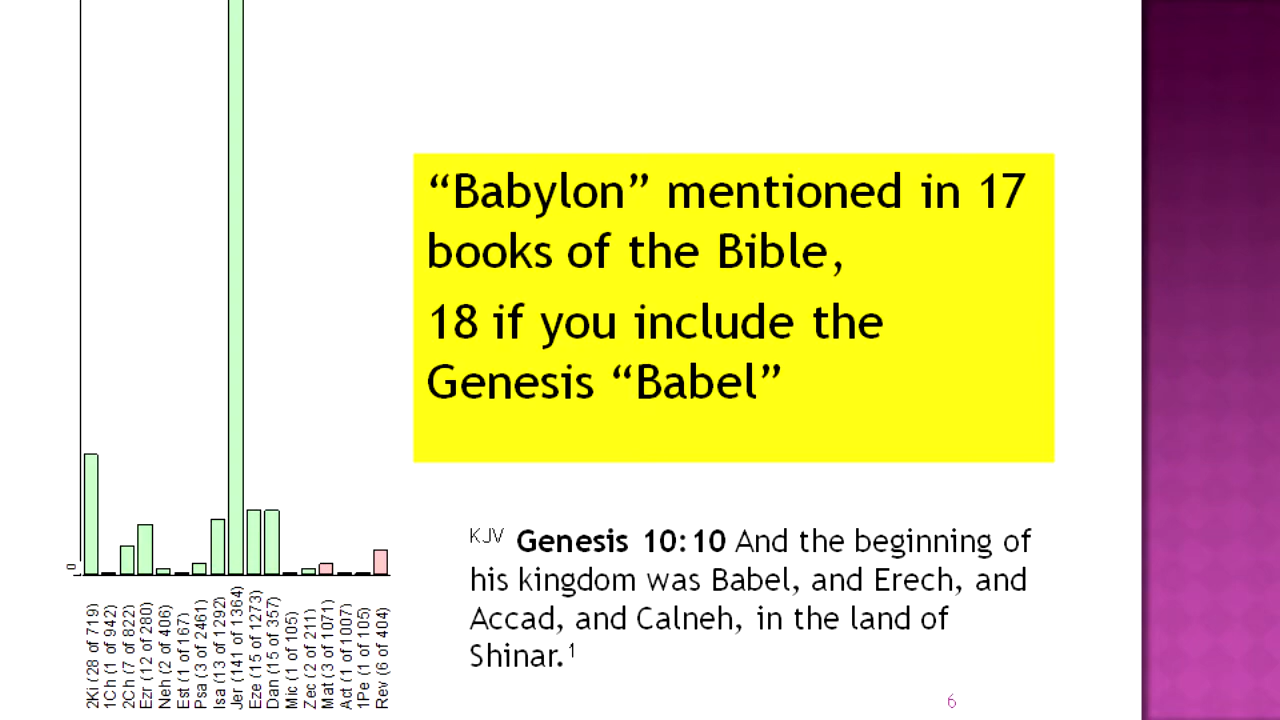 “Babylon” mentioned in 17
books of the Bible,
18 if you include the
Genesis “Babel”
KJV Genesis 10:10 And the beginning of
his kingdom was Babel, and Erech, and
Accad, and Calneh, in the land of
Shinar.1
0
2Ki (28 of 719)
1Ch (1 of 942)
2Ch (7 of 822)
Ezr (12 of 280)
Neh (2 of 406)
Est (1 of 167)
Psa (3 of 2461)
Isa (13 of 1292)
Jer (141 of 1364)
Eze (15 of 1273)
Dan (15 of 357)
Mic (1 of 105)
Zec (2 of 211)
Mat (3 of 1071)
Act (1 of 1007)
1Pe (1 of 105)
Rev (6 of 404)
6